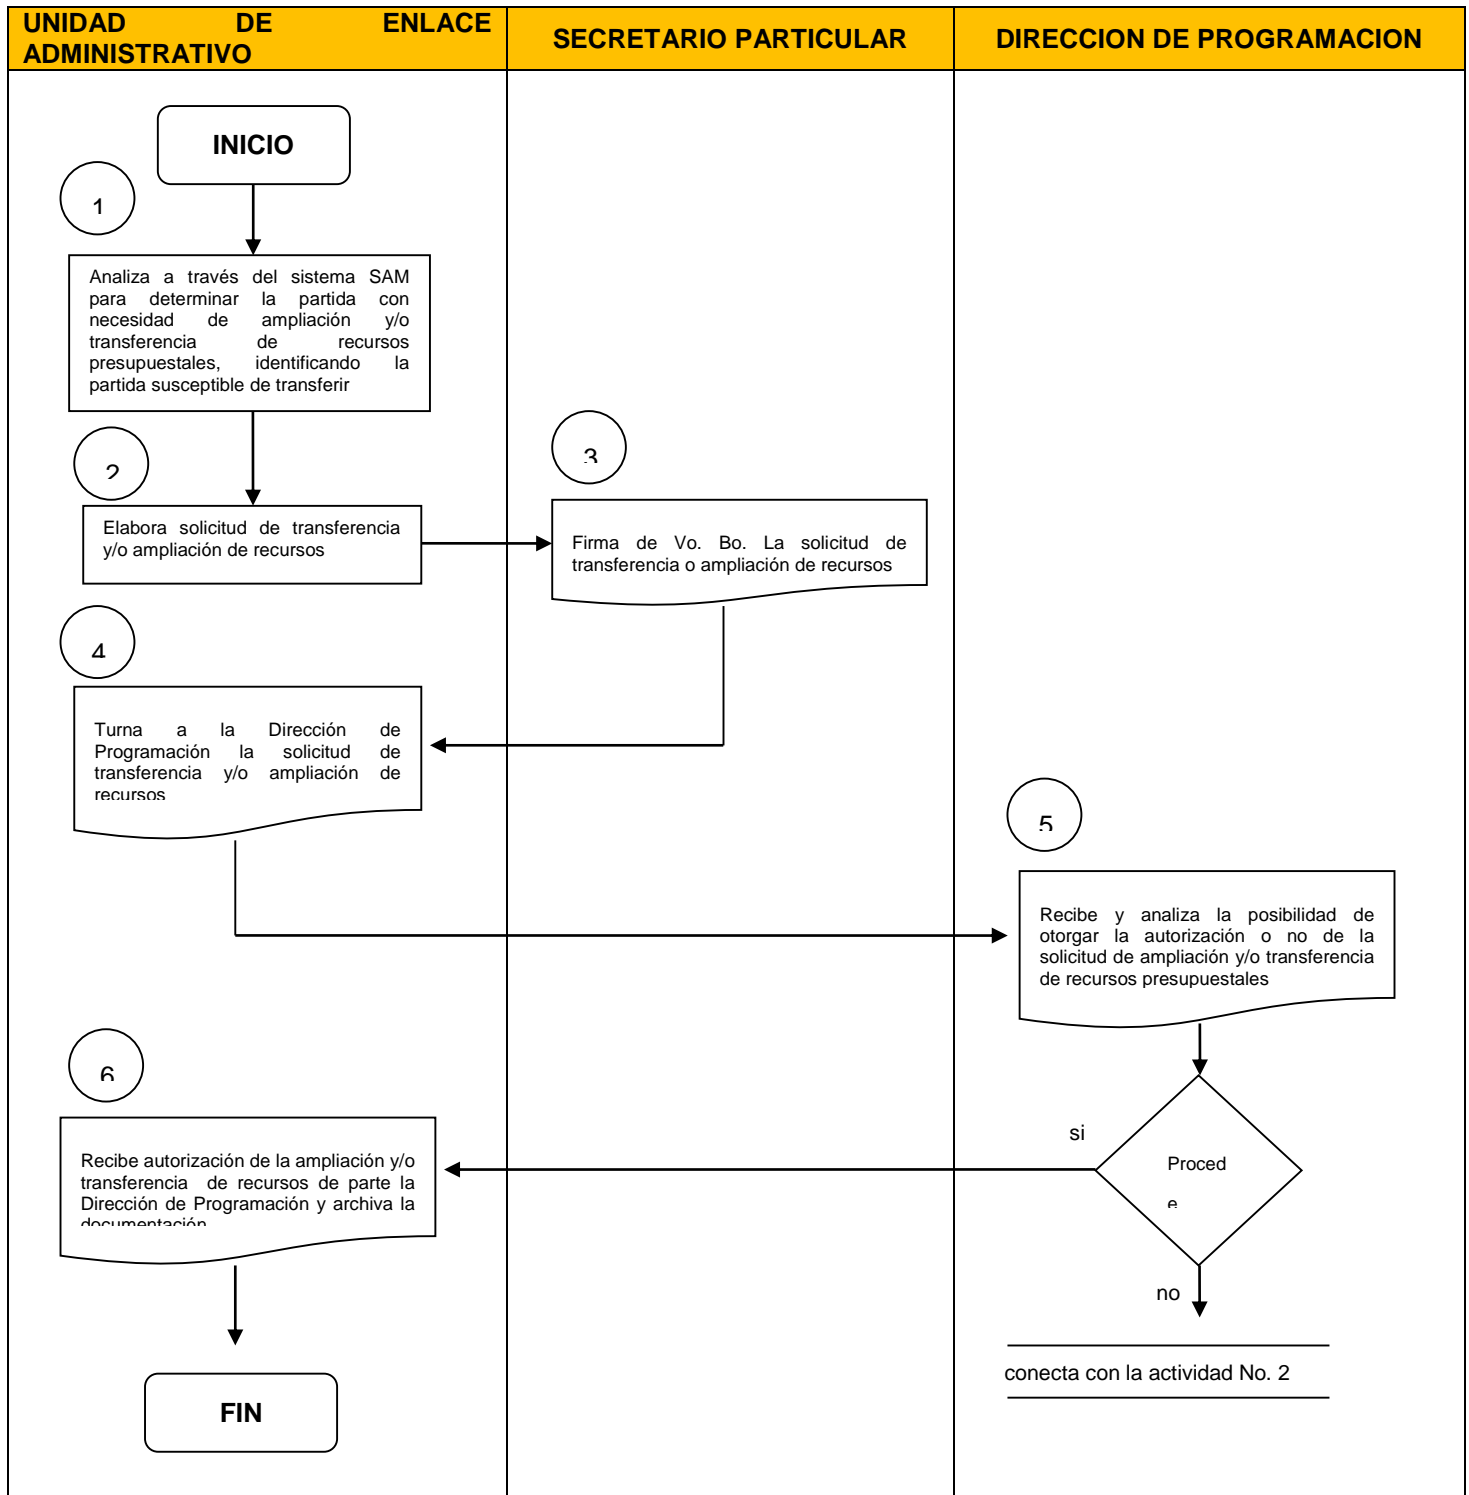 UNIDAD DE ENLACE
ADMINISTRATIVO
SECRETARIO PARTICULAR
DIRECCION DE PROGRAMACION
INICIO
1
Analiza a través del sistema SAM
para determinar la partida con
necesidad de ampliación y/o
transferencia de recursos
presupuestales, identificando la
partida susceptible de transferir
2
Elabora solicitud de transferencia
y/o ampliación de recursos
3
Firma de Vo. Bo. La solicitud de
transferencia o ampliación de recursos
4
Turna a la Dirección de
Programación la solicitud de
transferencia y/o ampliación de
recursos
5
Recibe y analiza la posibilidad de
otorgar la autorización o no de la
solicitud de ampliación y/o transferencia
de recursos presupuestales
6
Recibe autorización de la ampliación y/o
transferencia de recursos de parte la
Dirección de Programación y archiva la
documentación
si
Proced
e
no
conecta con la actividad No. 2
FIN